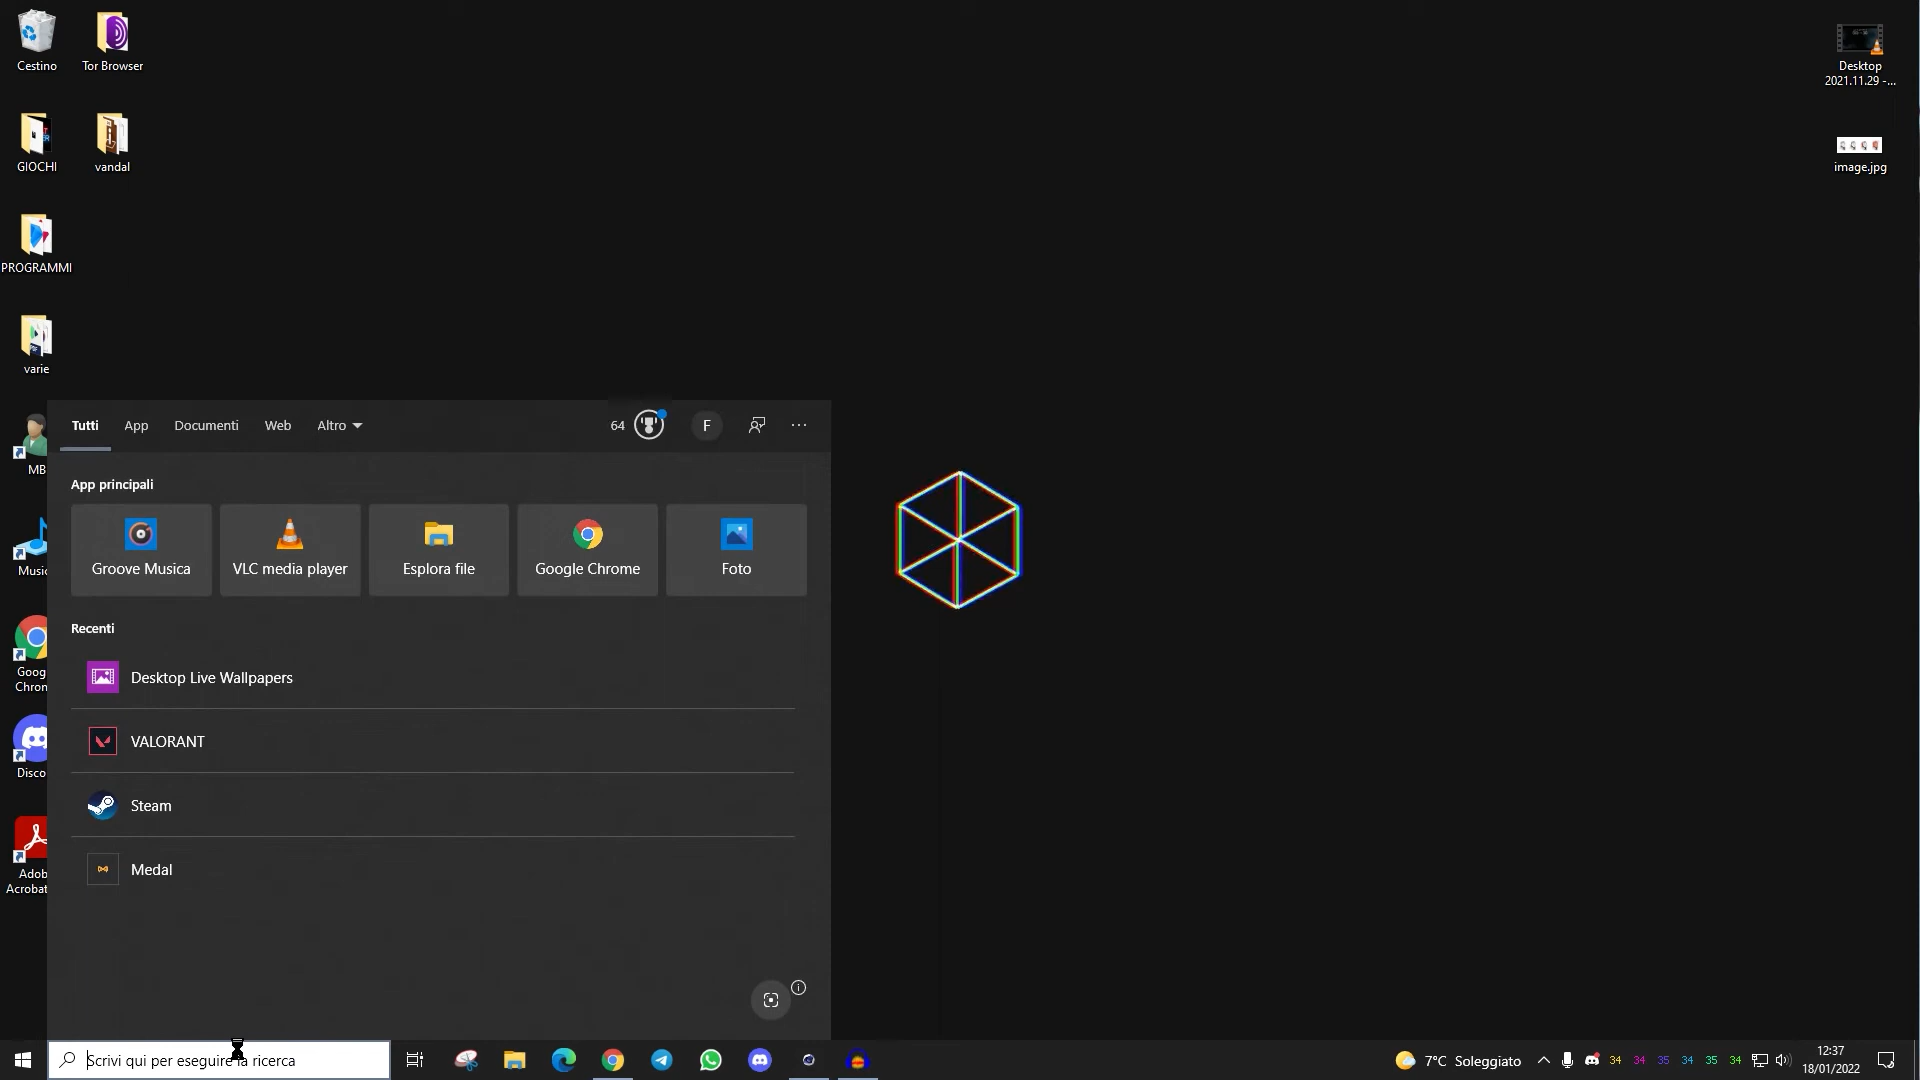 Cestino
Tor Browser
GIOCHI
vandal
PROGRAMMI
varie
MB
Music
Goog
Chrom
Disco
Adob
Acrobat
Desktop
2021.11.29 -...
image.jpg
Tutti App Documenti Web Altro 64 F ...
App principali
Groove Musica VLC media player Esplora file Google Chrome Foto
Recenti
Desktop Live Wallpapers
VALORANT
Steam
Medal
Scrivi qui per eseguire la ricerca
7°C Soleggiato 34 34 35 34 35 34
12:37
18/01/2022